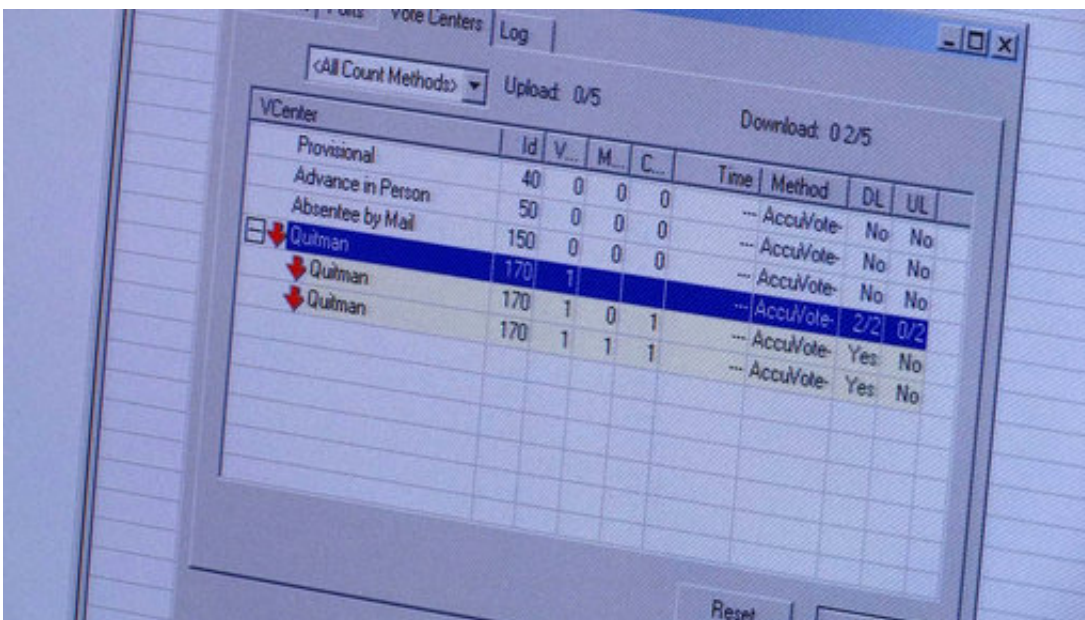 Polls Vote Centers Log
<All Count Methods> Upload: 0/5 Download: 0 2/5
VCenter Id V... M... C... Time Method DL UL
Provisional 40 0 0 0 --- AccuVote- No No
Advance in Person 50 0 0 0 --- AccuVote- No No
Absentee by Mail 150 0 0 0 --- AccuVote- No No
Quitman 170 1 --- AccuVote- 2/2 0/2
Quitman 170 1 0 1 --- AccuVote- Yes No
Quitman 170 1 1 1 --- AccuVote- Yes No
Reset